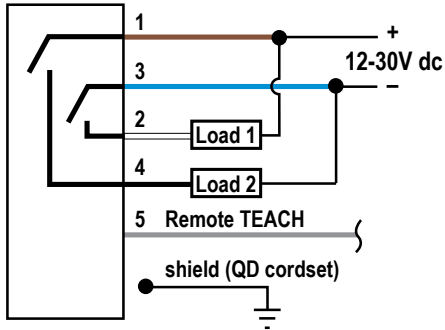 1
+
12-30V dc
3
–
2
Load 1
4
Load 2
5 Remote TEACH
shield (QD cordset)